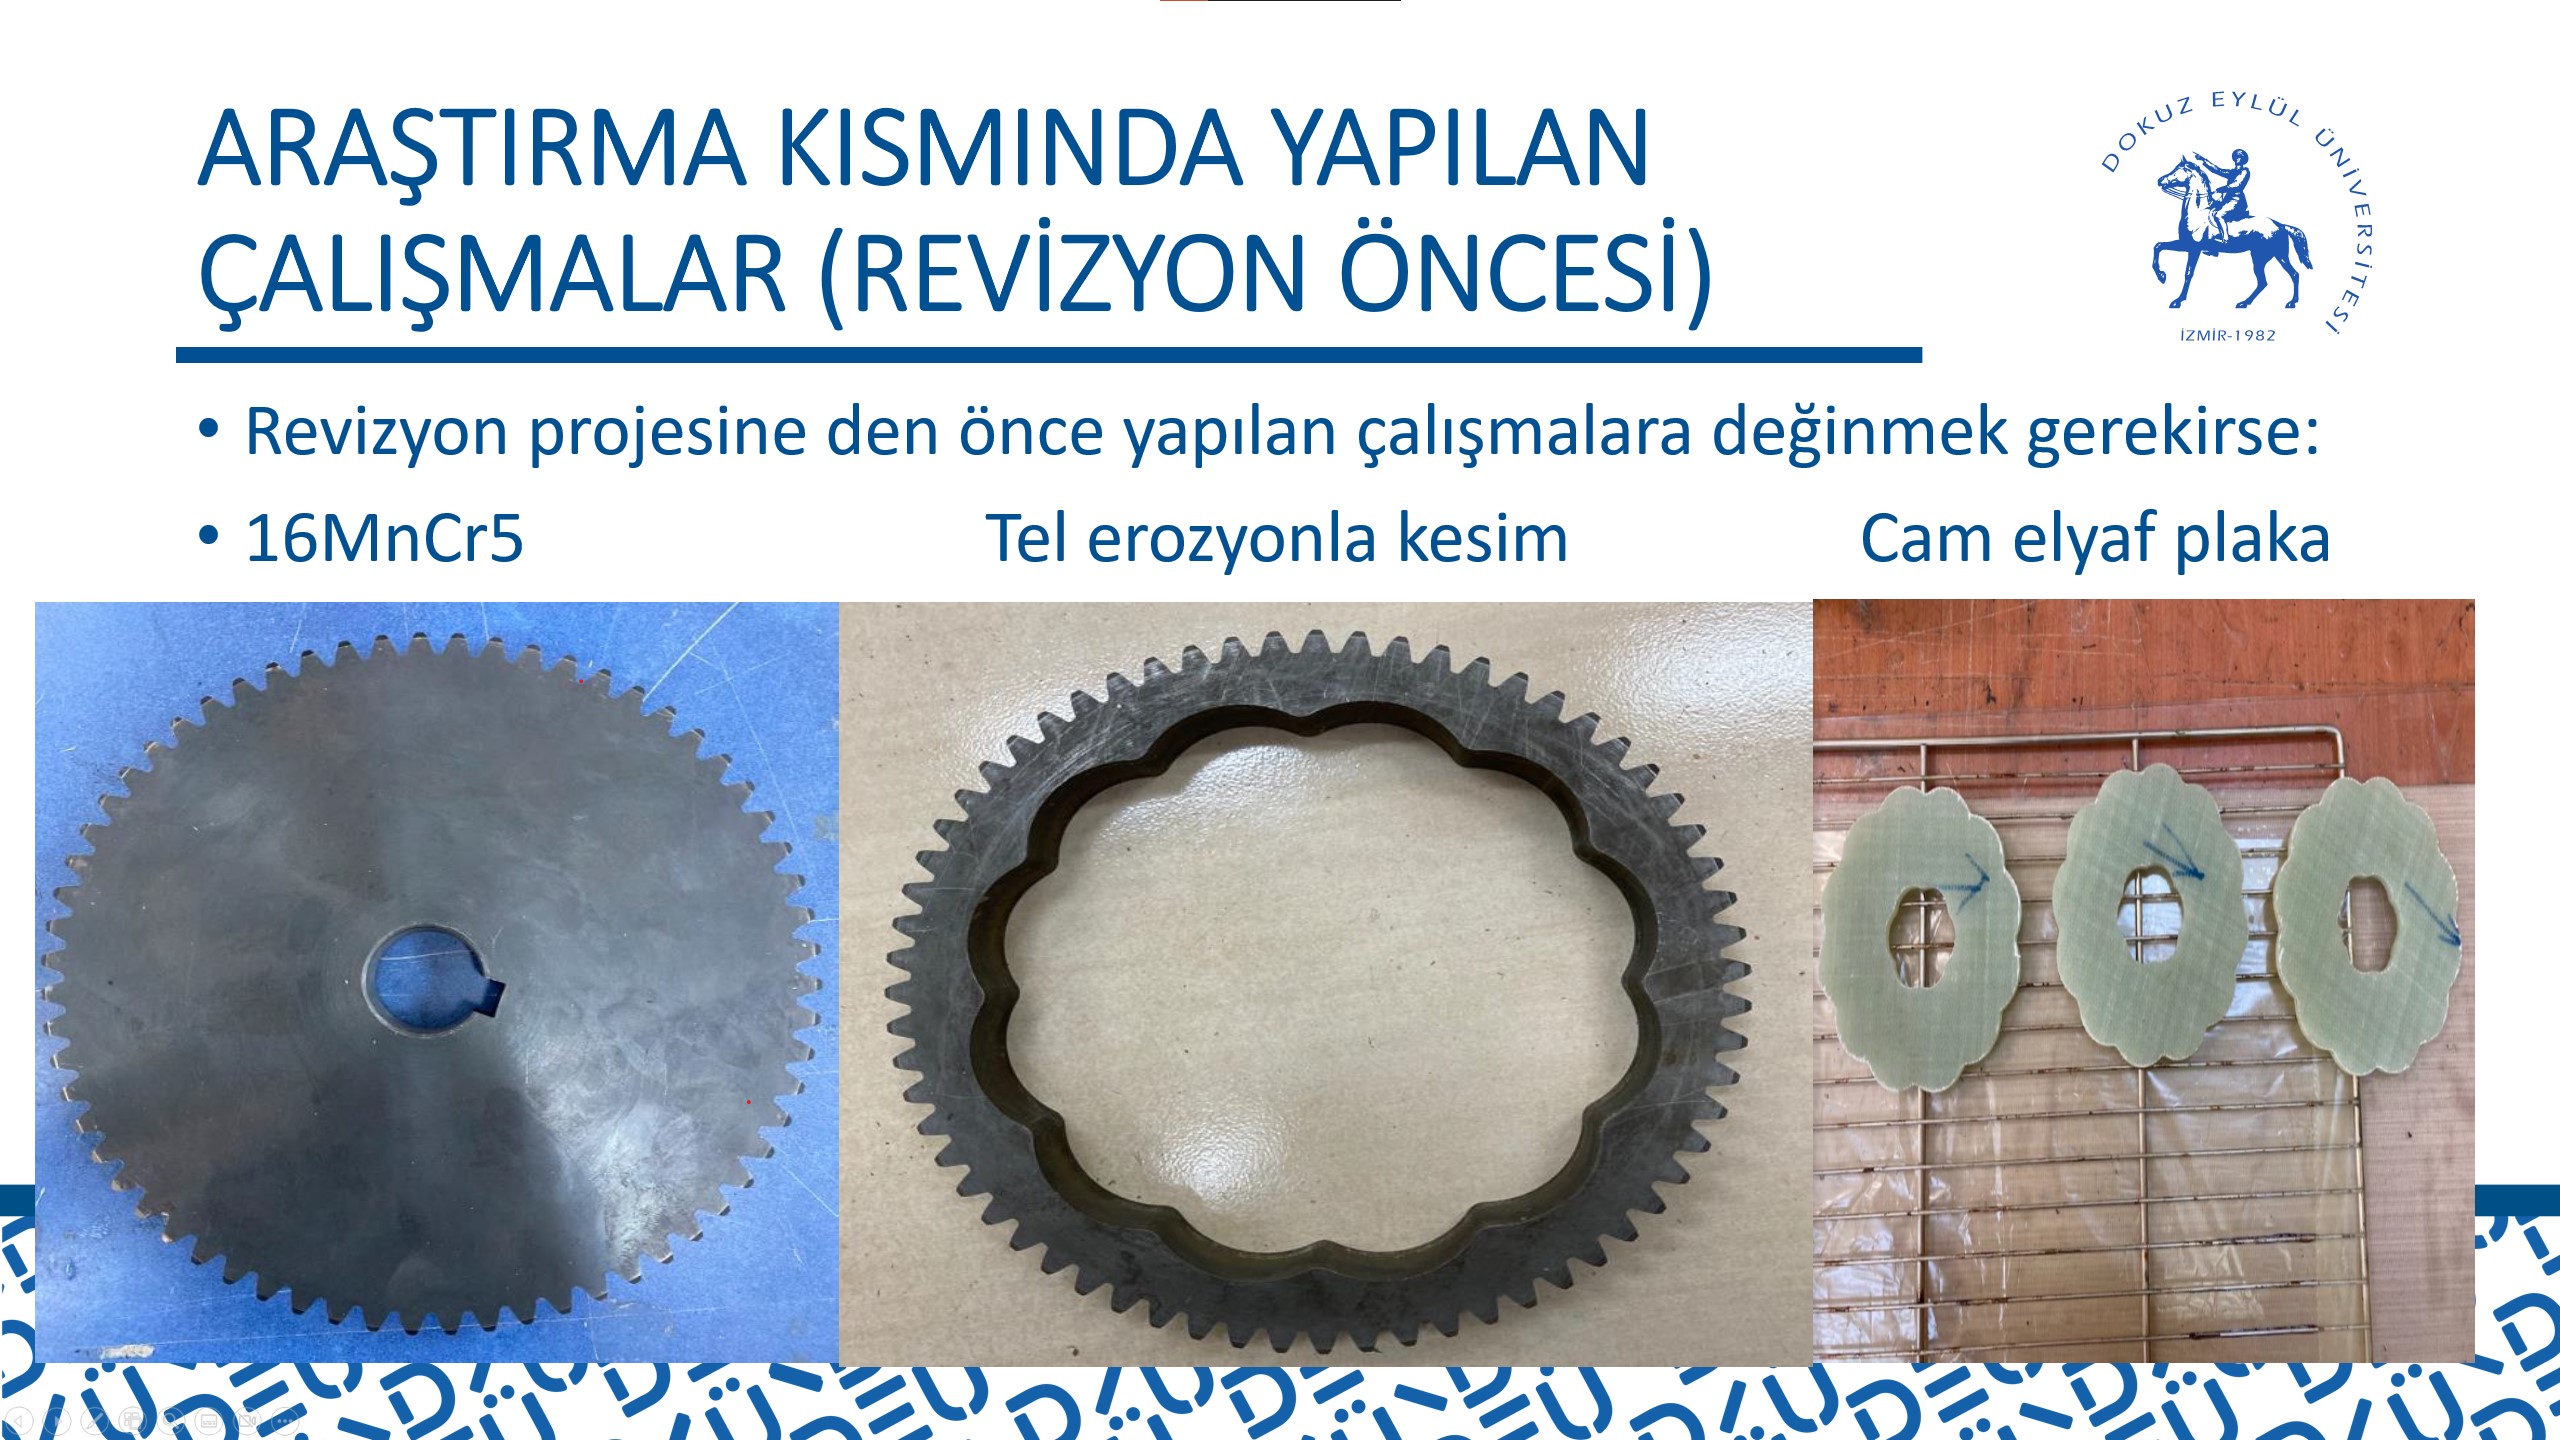 ARAŞTIRMA KISMINDA YAPILAN
ÇALIŞMALAR (REVİZYON ÖNCESİ)
DOKUZ EYLÜL ÜNİVERSİTESİ
İZMİR-1982
• Revizyon projesine den önce yapılan çalışmalara değinmek gerekirse:
• 16MnCr5 Tel erozyonla kesim Cam elyaf plaka